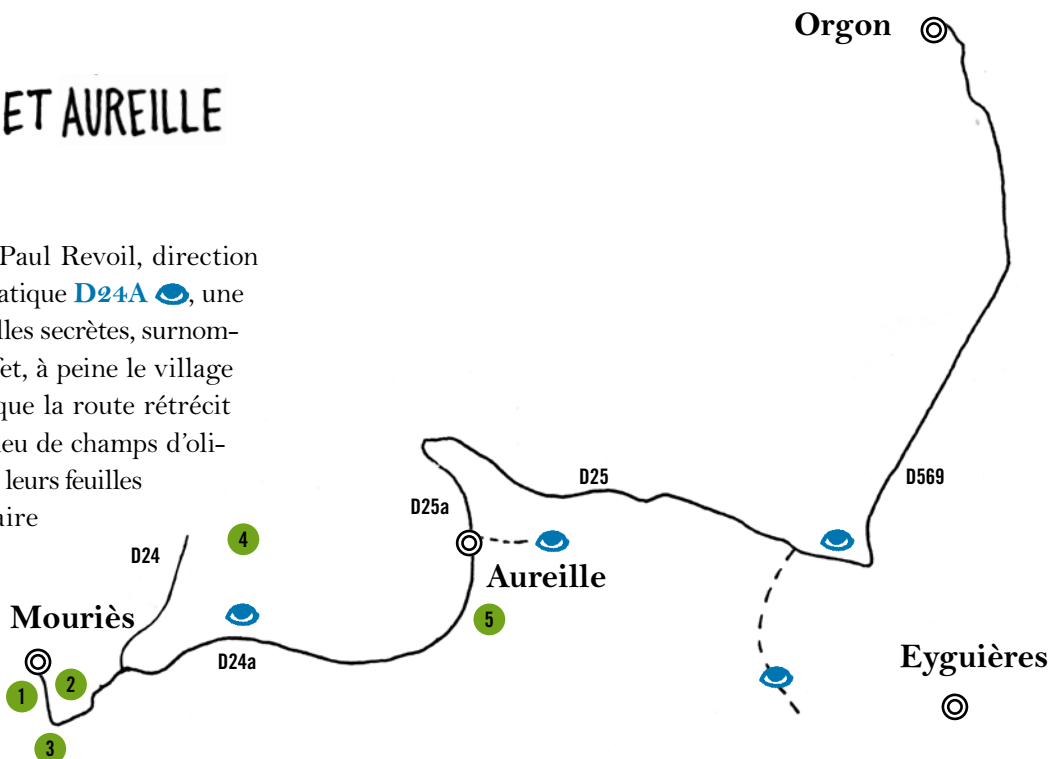 Orgon
ET AUREILLE
Paul Revoil, direction
atique D24A , une
lles secrètes, surnom-
et, à peine le village
que la route rétrécit
eu de champs d'oli-
leurs feuilles
aire
D25
D569
D25a
D24
4
Aureille
Mouriès
5
D24a
Eyguières
1
2
3